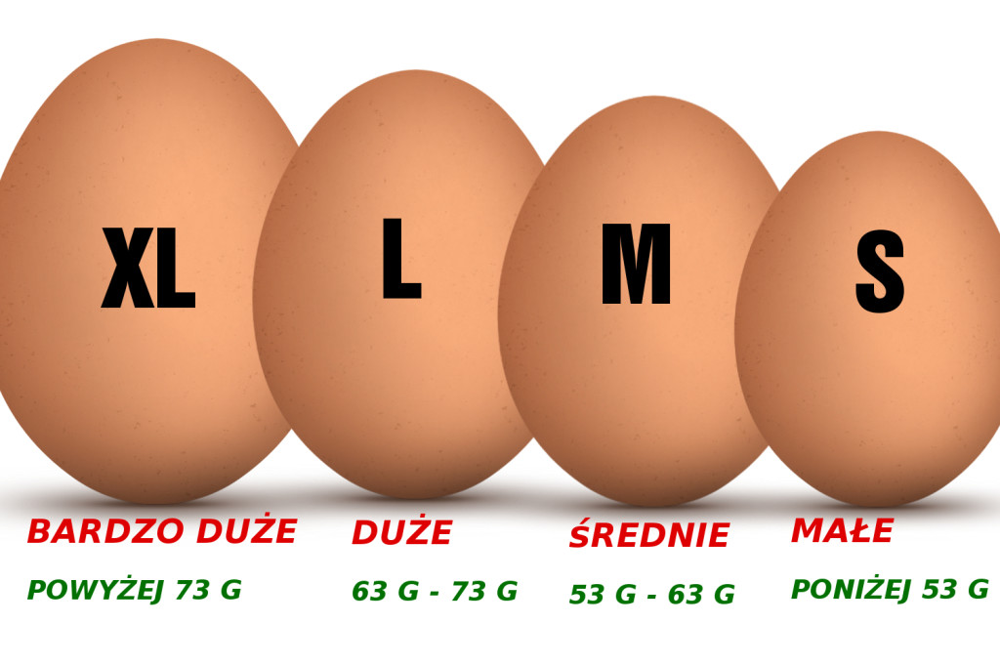 XL
L
M
S
BARDZO DUŻE
DUŻE
śREDNIE
MAŁE
POWYŻEJ 73 G
63 G - 73 G
53 G - 63 G
PONIŻEJ 53 G